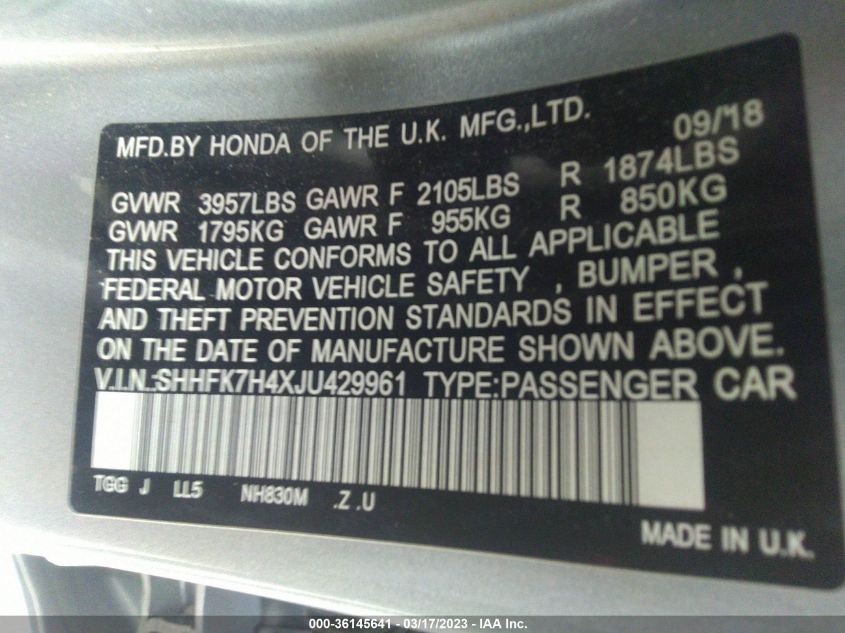 MFD.BY HONDA OF THE U.K. MFG.,LTD. 09/18
GVWR 3957LBS GAWR F 2105LBS R 1874LBS
GVWR 1795KG GAWR F 955KG R 850KG
THIS VEHICLE CONFORMS TO ALL APPLICABLE
FEDERAL MOTOR VEHICLE SAFETY , BUMPER ,
AND THEFT PREVENTION STANDARDS IN EFFECT
ON THE DATE OF MANUFACTURE SHOWN ABOVE.
V.I.N.:SHHFK7H4XJU429961 TYPE:PASSENGER CAR
TGG J LL5 NH830M .Z .U
MADE IN U.K.
000-36145641 - 03/17/2023 - IAA Inc.